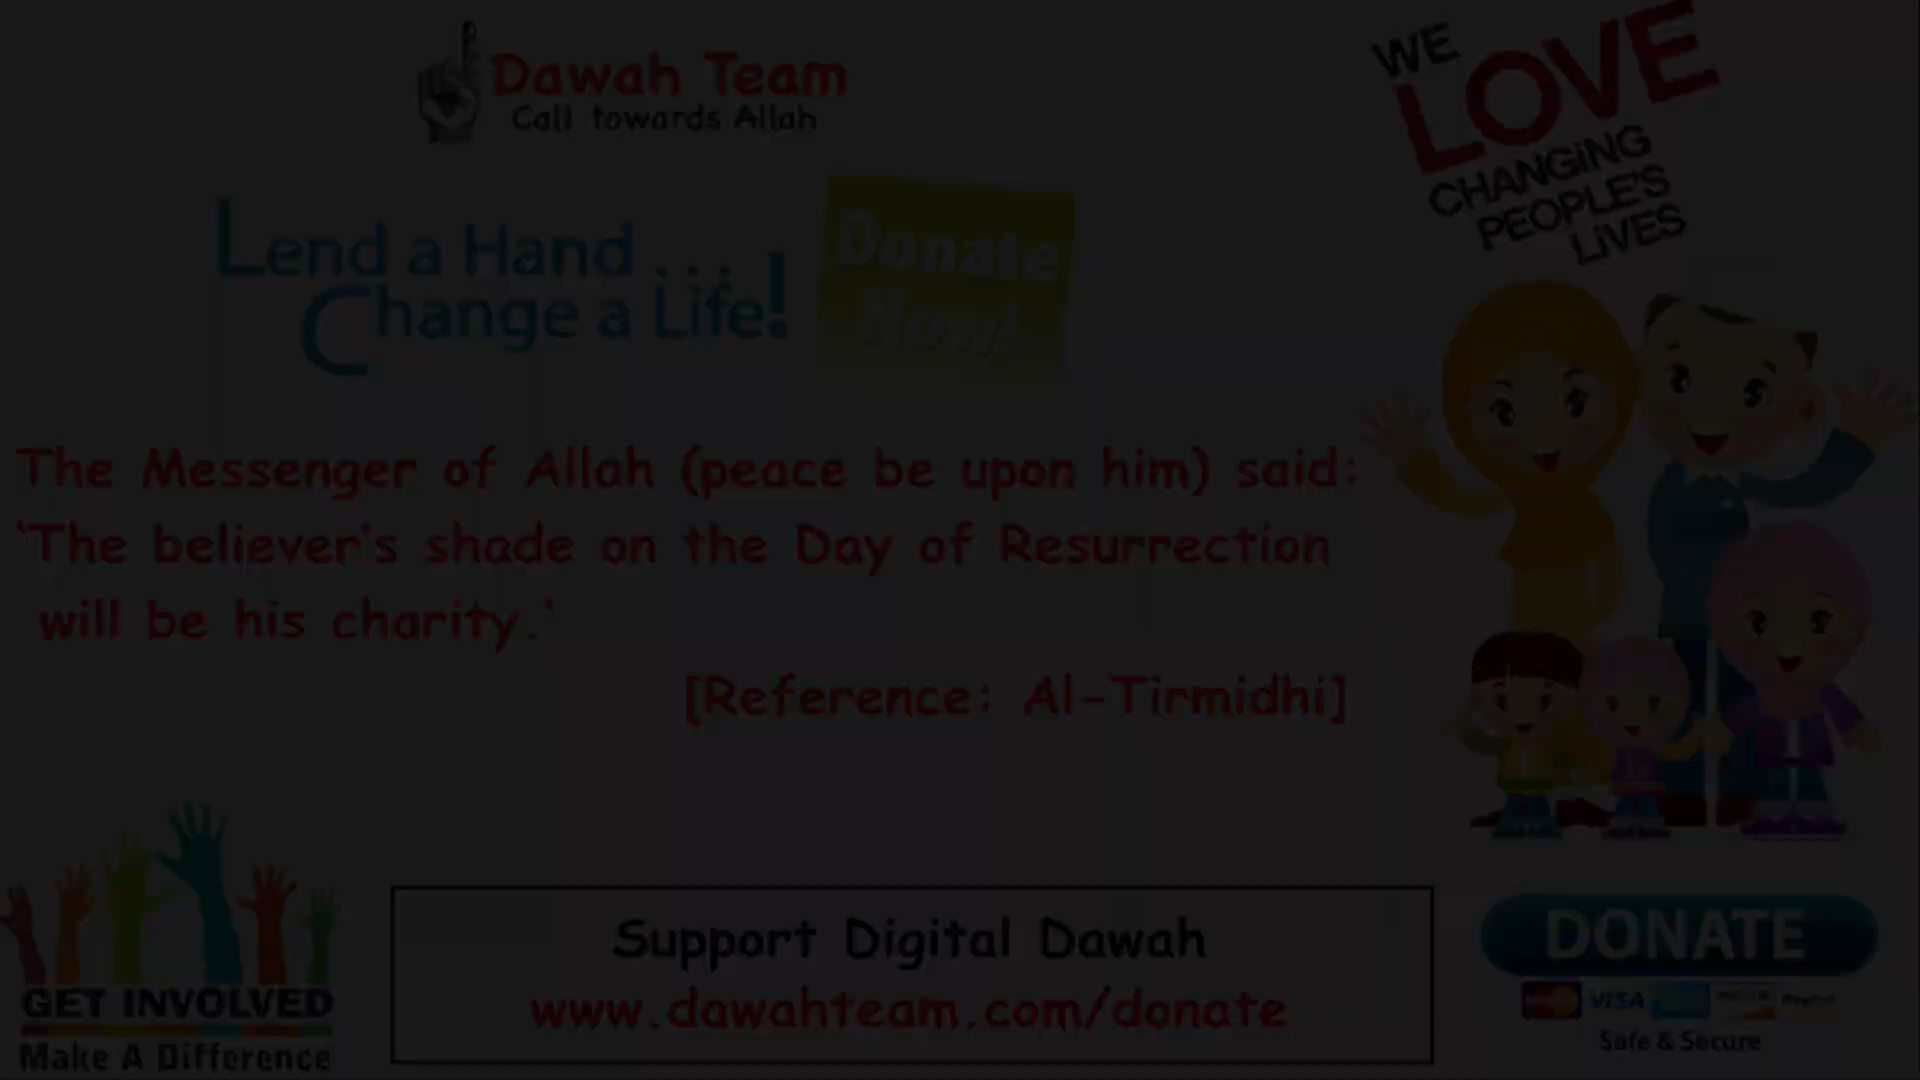 Dawah Team
Call towards Allah
WE
LOVE
CHANGiNG
PEOPLE'S
LiVES
Lend a Hand ...
Change a Life!
Donate
Now!
The Messenger of Allah (peace be upon him) said:
‘The believer's shade on the Day of Resurrection
will be his charity.‘
[Reference: Al-Tirmidhi]
GET INVOLVED
Make A Difference
Support Digital Dawah
www.dawahteam.com/donate
DONATE
VISA
PayPal
Safe & Secure